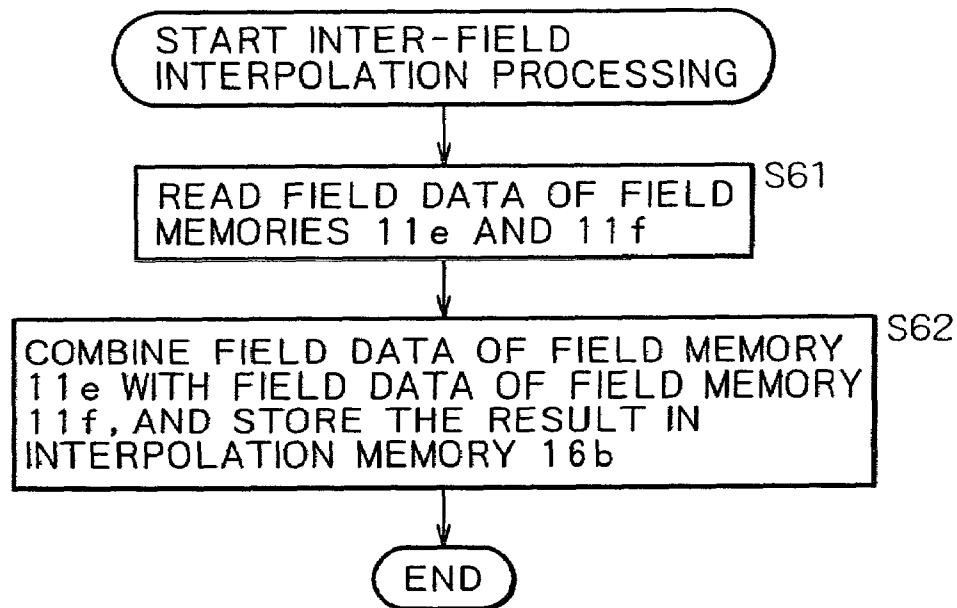 START INTER-FIELD
INTERPOLATION PROCESSING
S61
READ FIELD DATA OF FIELD
MEMORIES 11e AND 11f
S62
COMBINE FIELD DATA OF FIELD MEMORY
11e WITH FIELD DATA OF FIELD MEMORY
11f, AND STORE THE RESULT IN
INTERPOLATION MEMORY 16b
END